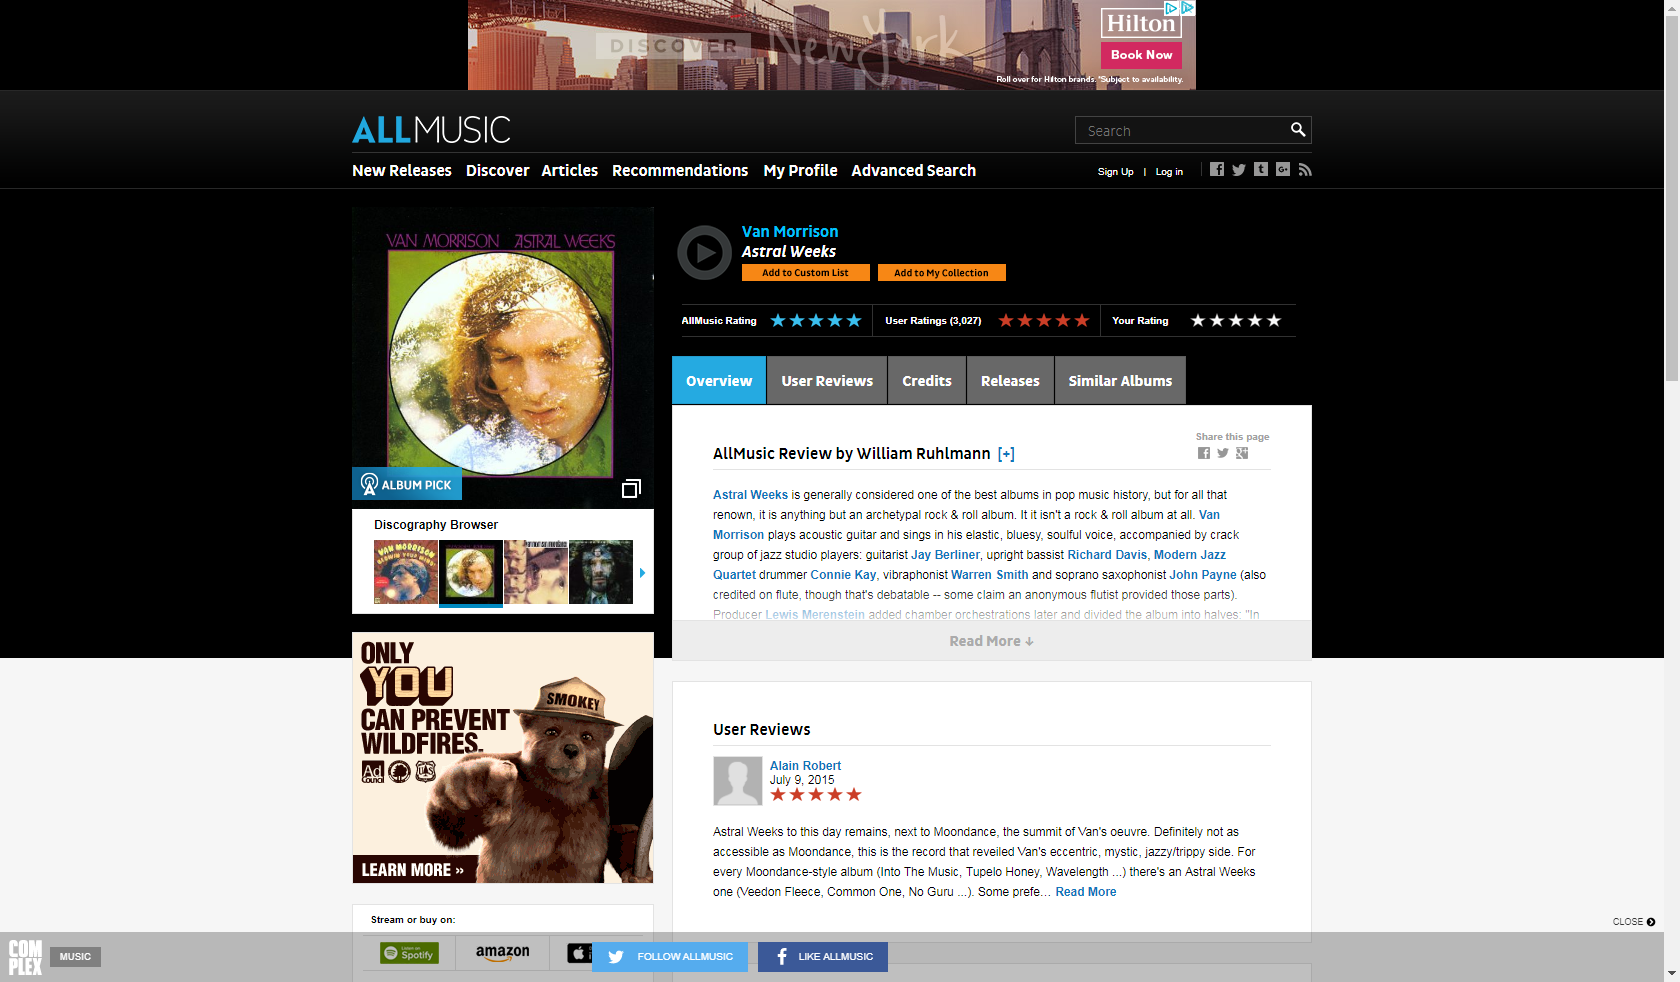 DISCOVER New York
Hilton
Book Now
Roll over for Hilton brands. *Subject to availability.
ALLMUSIC
Search
New Releases Discover Articles Recommendations My Profile Advanced Search
Sign Up | Log in
VAN MORRISON ASTRAL WEEKS
ALBUM PICK
Van Morrison
Astral Weeks
Add to Custom List Add to My Collection
AllMusic Rating User Ratings (3,027) Your Rating
Overview User Reviews Credits Releases Similar Albums
Share this page
AllMusic Review by William Ruhlmann [+]
Astral Weeks is generally considered one of the best albums in pop music history, but for all that
renown, it is anything but an archetypal rock & roll album. It it isn't a rock & roll album at all. Van
Morrison plays acoustic guitar and sings in his elastic, bluesy, soulful voice, accompanied by crack
group of jazz studio players: guitarist Jay Berliner, upright bassist Richard Davis, Modern Jazz
Quartet drummer Connie Kay, vibraphonist Warren Smith and soprano saxophonist John Payne (also
credited on flute, though that's debatable -- some claim an anonymous flutist provided those parts).
Producer Lewis Merenstein added chamber orchestrations later and divided the album into halves: "In
Read More ↓
Discography Browser
VAN MORRISON
BLOWIN' YOUR MIND!
ONLY
YOU
CAN PREVENT
WILDFIRES.
Ad
Council
SMOKEY
LEARN MORE »
User Reviews
Alain Robert
July 9, 2015
Astral Weeks to this day remains, next to Moondance, the summit of Van's oeuvre. Definitely not as
accessible as Moondance, this is the record that reveiled Van's eccentric, mystic, jazzy/trippy side. For
every Moondance-style album (Into The Music, Tupelo Honey, Wavelength ...) there's an Astral Weeks
one (Veedon Fleece, Common One, No Guru ...). Some prefe... Read More
Stream or buy on:
Listen on
Spotify
amazon
CLOSE
COMPLEX
MUSIC
FOLLOW ALLMUSIC
LIKE ALLMUSIC